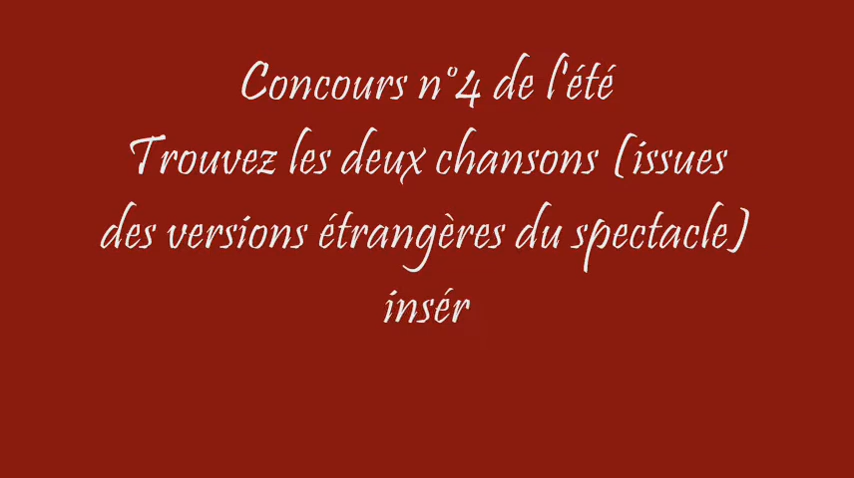 Concours n°4 de l'été
Trouvez les deux chansons (issues
des versions étrangères du spectacle)
insér